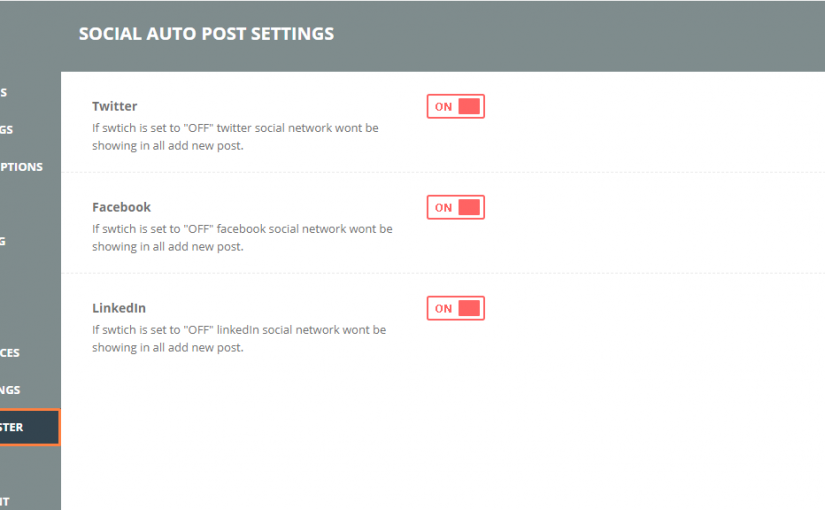 SOCIAL AUTO POST SETTINGS
S
GS
PTIONS
G
CES
NGS
STER
NT
Twitter
ON
If swtich is set to "OFF" twitter social network wont be
showing in all add new post.
Facebook
ON
If swtich is set to "OFF" facebook social network wont be
showing in all add new post.
LinkedIn
ON
If swtich is set to "OFF" linkedIn social network wont be
showing in all add new post.